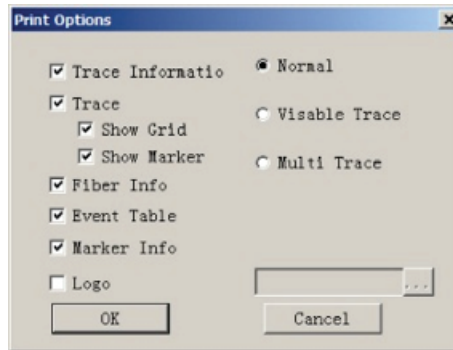 Print Options
Trace Informatio
Trace
Show Grid
Show Marker
Fiber Info
Event Table
Marker Info
Logo
Normal
Visable Trace
Multi Trace
...
OK
Cancel